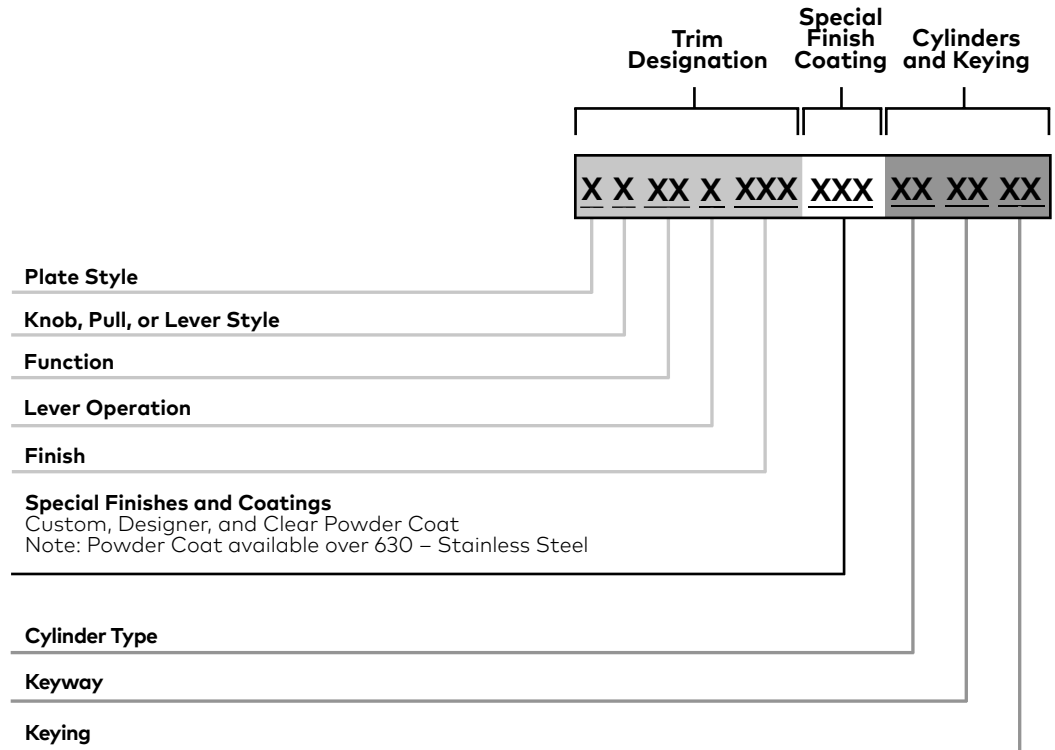 Trim
Designation
Special
Finish
Coating
Cylinders
and Keying
X X XX X XXX XXX XX XX XX
Plate Style
Knob, Pull, or Lever Style
Function
Lever Operation
Finish
Special Finishes and Coatings
Custom, Designer, and Clear Powder Coat
Note: Powder Coat available over 630 – Stainless Steel
Cylinder Type
Keyway
Keying